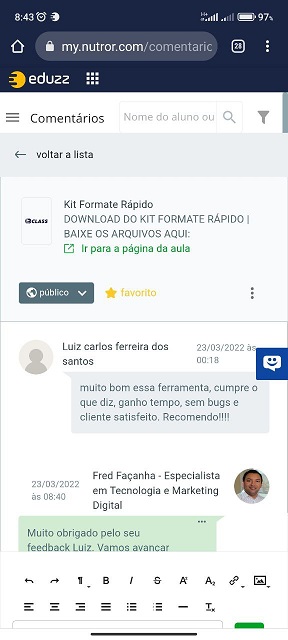 8:43
97%
my.nutror.com/comentaric
28
eduzz
Comentários
Nome do aluno ou
voltar a lista
CLASS
Kit Formate Rápido
DOWNLOAD DO KIT FORMATE RÁPIDO |
BAIXE OS ARQUIVOS AQUI:
Ir para a página da aula
público
favorito
Luiz carlos ferreira dos
santos
23/03/2022 às
00:18
muito bom essa ferramenta, cumpre o
que diz, ganho tempo, sem bugs e
cliente satisfeito. Recomendo!!!!
23/03/2022
às 08:40
Fred Façanha - Especialista
em Tecnologia e Marketing
Digital
Muito obrigado pelo seu
feedback Luiz. Vamos avançar